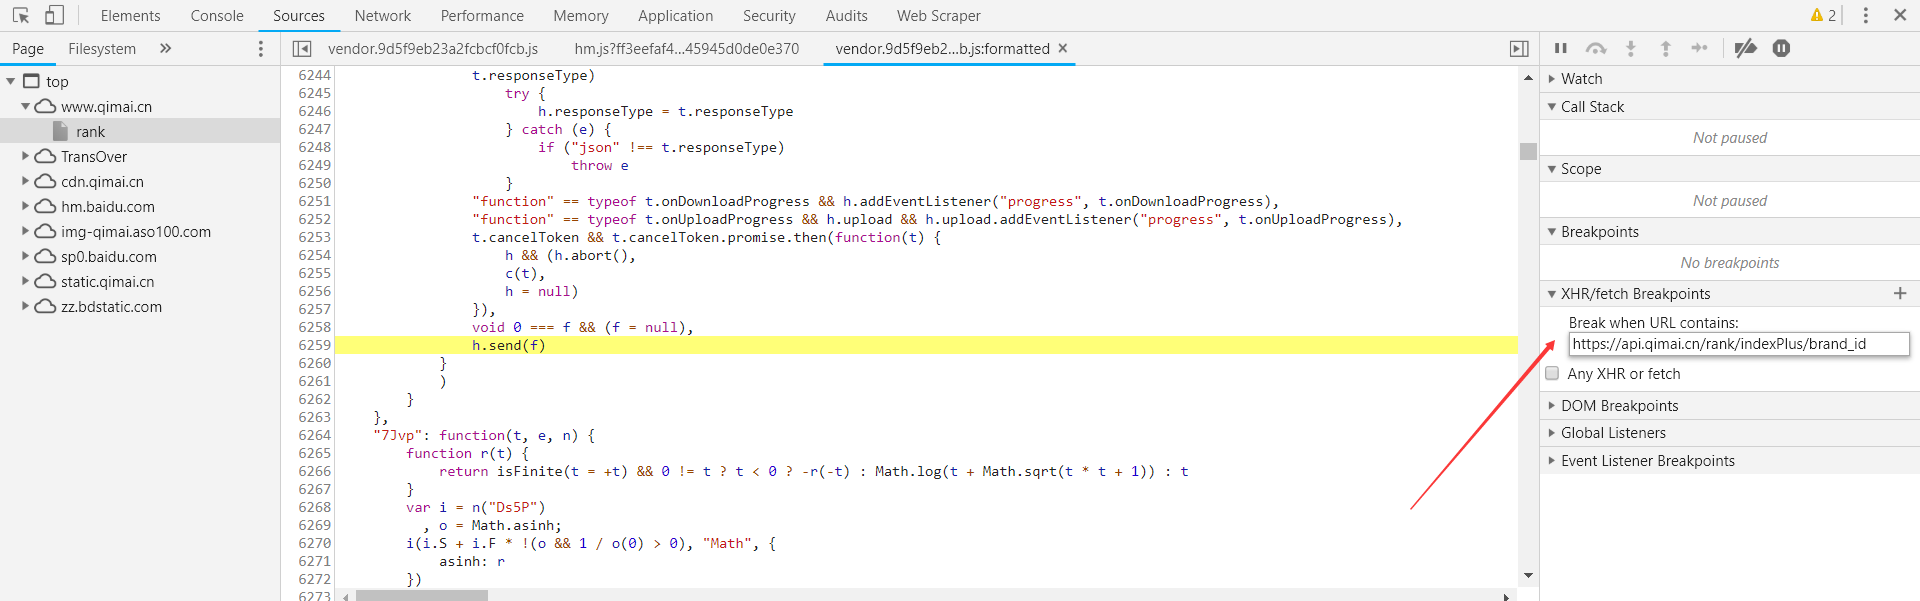 Elements Console Sources Network Performance Memory Application Security Audits Web Scraper 2
Page Filesystem »
vendor.9d5f9eb23a2fcbcf0fcb.js hm.js?ff3eefaf4...45945d0de0e370 vendor.9d5f9eb2...b.js:formatted ×
top
www.qimai.cn
rank
TransOver
cdn.qimai.cn
hm.baidu.com
img-qimai.aso100.com
sp0.baidu.com
static.qimai.cn
zz.bdstatic.com
6244 t.responseType)
6245 try {
6246 h.responseType = t.responseType
6247 } catch (e) {
6248 if ("json" !== t.responseType)
6249 throw e
6250 }
6251 "function" == typeof t.onDownloadProgress && h.addEventListener("progress", t.onDownloadProgress),
6252 "function" == typeof t.onUploadProgress && h.upload && h.upload.addEventListener("progress", t.onUploadProgress),
6253 t.cancelToken && t.cancelToken.promise.then(function(t) {
6254 h && (h.abort(),
6255 c(t),
6256 h = null)
6257 }),
6258 void 0 === f && (f = null),
6259 h.send(f)
6260 }
6261 )
6262 }
6263 },
6264 "7Jvp": function(t, e, n) {
6265 function r(t) {
6266 return isFinite(t = +t) && 0 != t ? t < 0 ? -r(-t) : Math.log(t + Math.sqrt(t * t + 1)) : t
6267 }
6268 var i = n("Ds5P")
6269 , o = Math.asinh;
6270 i(i.S + i.F * !(o && 1 / o(0) > 0), "Math", {
6271 asinh: r
6272 })
6273
Watch
Call Stack
Not paused
Scope
Not paused
Breakpoints
No breakpoints
XHR/fetch Breakpoints +
Break when URL contains:
https://api.qimai.cn/rank/indexPlus/brand_id
Any XHR or fetch
DOM Breakpoints
Global Listeners
Event Listener Breakpoints